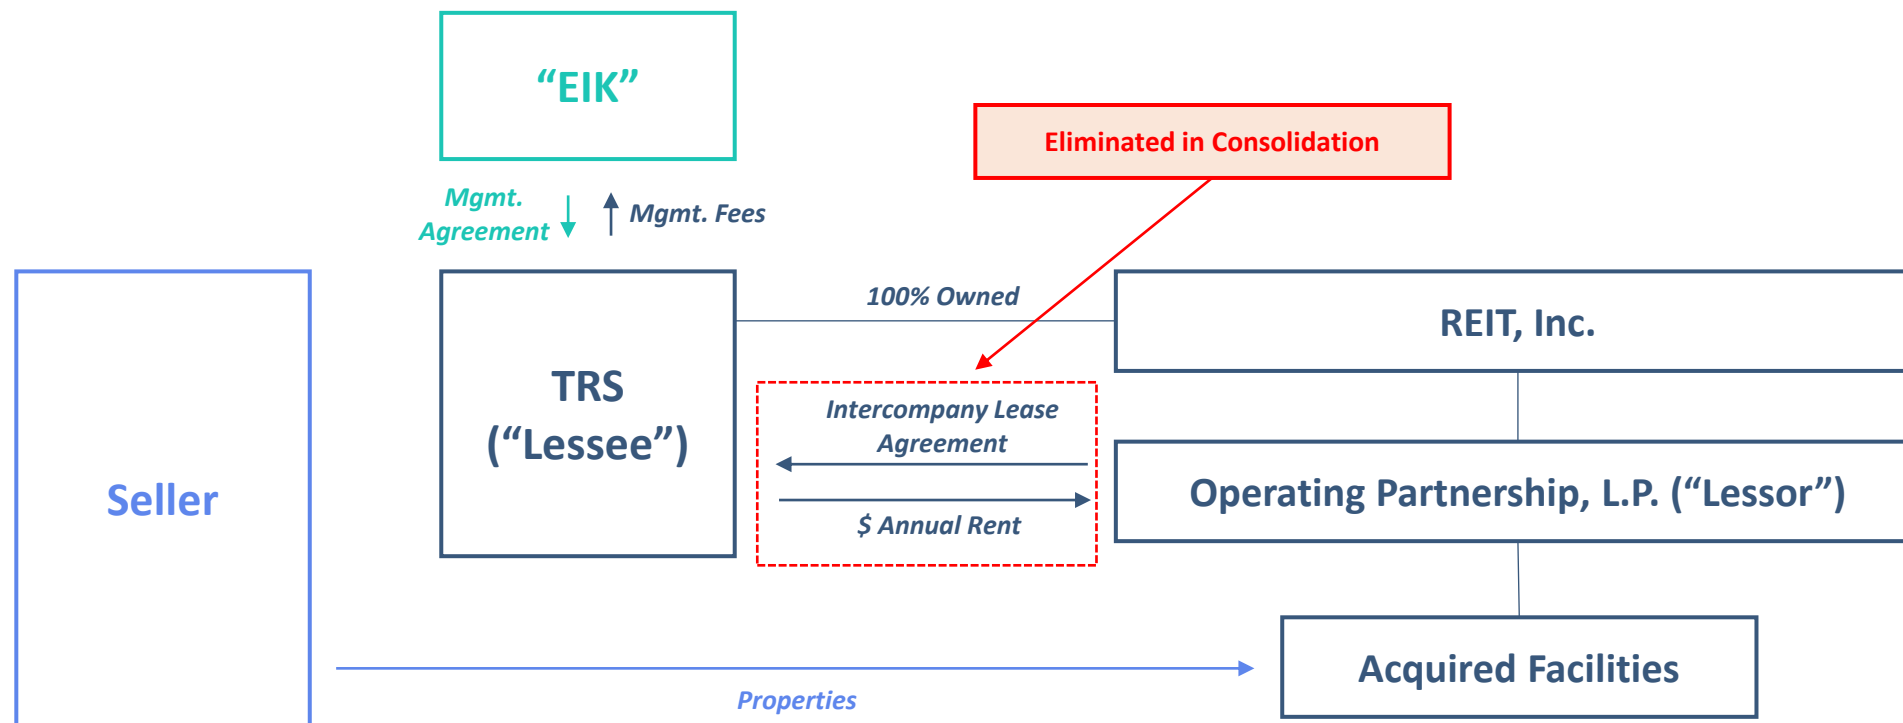 “EIK”
Eliminated in Consolidation
Mgmt.
Agreement
Mgmt. Fees
100% Owned
REIT, Inc.
TRS
(“Lessee”)
Intercompany Lease
Agreement
$ Annual Rent
Seller
Operating Partnership, L.P. (“Lessor”)
Acquired Facilities
Properties